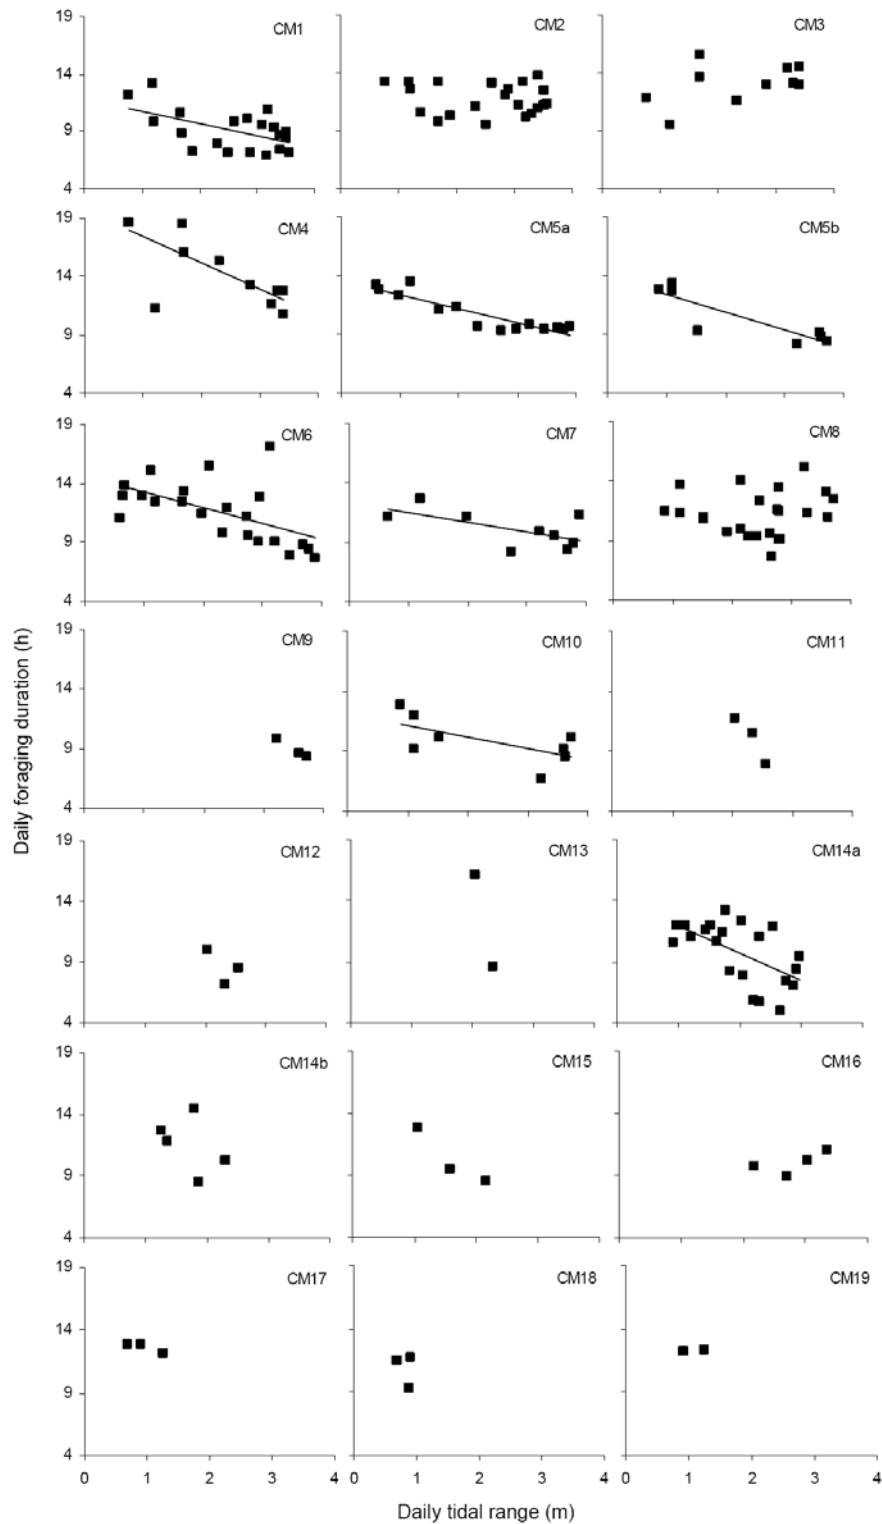 19 CM1 CM2 CM3
14
9
4
19 CM4 CM5a CM5b
14
9
4
19 CM6 CM7 CM8
14
9
4
19 CM9 CM10 CM11
14
9
4
19 CM12 CM13 CM14a
14
9
4
19 CM14b CM15 CM16
14
9
4
19 CM17 CM18 CM19
14
9
4
0 1 2 3 4 0 1 2 3 4 0 1 2 3 4
Daily foraging duration (h)
Daily tidal range (m)